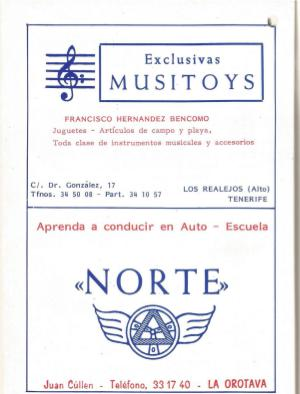 Exclusivas
MUSITOYS
FRANCISCO HERNANDEZ BENCOMO
Juguetes - Artículos de campo y playa.
Toda clase de instrumentos musicales y accesorios
C/. Dr. González, 17
Tfnos. 34 50 08 - Part. 34 10 57
LOS REALEJOS (Alto)
TENERIFE
Aprenda a conducir en Auto - Escuela
«NORTE»
Juan Cúllen - Teléfono, 33 17 40 - LA OROTAVA